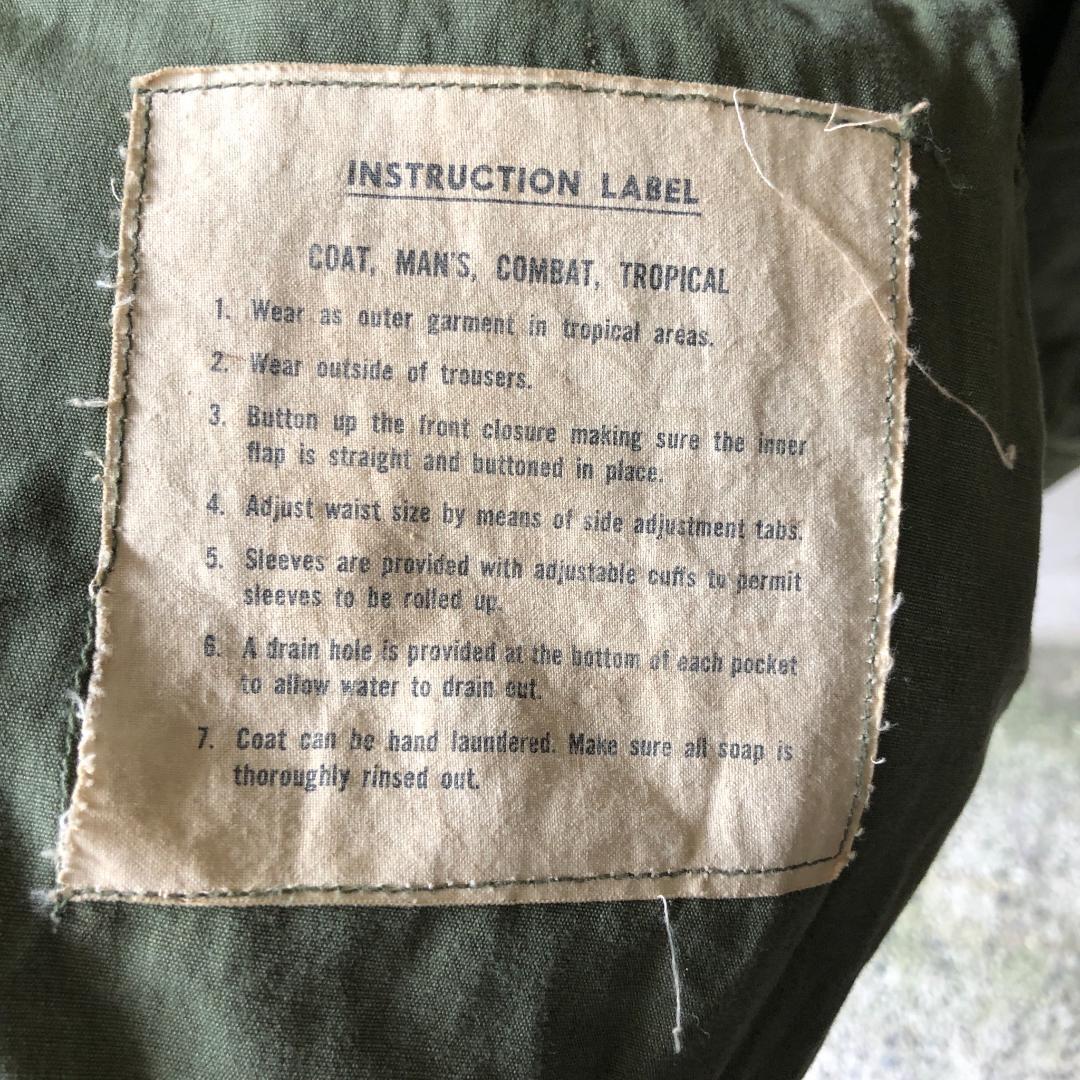 INSTRUCTION LABEL
COAT, MAN'S, COMBAT, TROPICAL
1. Wear as outer garment in tropical areas.
2. Wear outside of trousers.
3. Button up the front closure making sure the inner
flap is straight and buttoned in place.
4. Adjust waist size by means of side adjustment tabs.
5. Sleeves are provided with adjustable cuffs to permit
sleeves to be rolled up.
6. A drain hole is provided at the bottom of each pocket
to allow water to drain out.
7. Coat can be hand laundered. Make sure all soap is
thoroughly rinsed out.